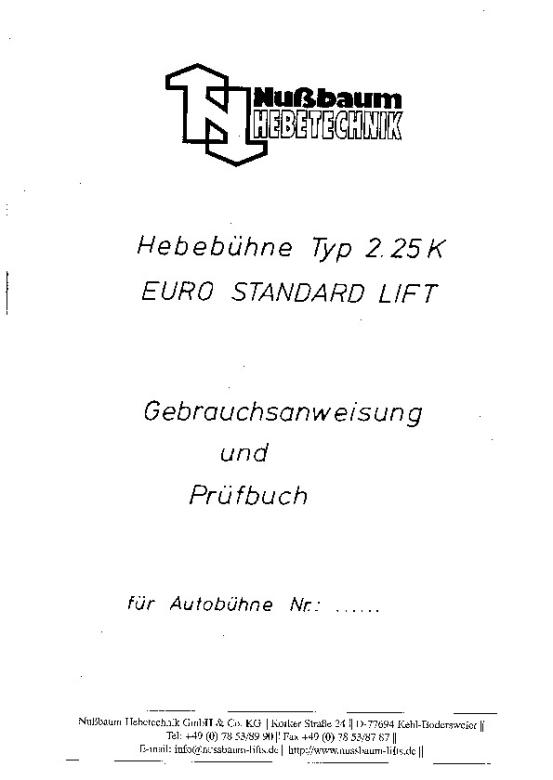 Nußbaum
HEBETECHNIK
Hebebühne Typ 2.25K
EURO STANDARD LIFT
Gebrauchsanweisung
und
Prüfbuch
für Autobühne Nr.: ......
Nußbaum Hebetechnik GmbH & Co. KG || Korker Straße 24 || D-77694 Kehl-Bodersweier ||
Tel: +49 (0) 78 53/89 90 || Fax +49 (0) 78 53/87 87 ||
E-mail: info@nussbaum-lifts.de || http://www.nussbaum-lifts.de ||